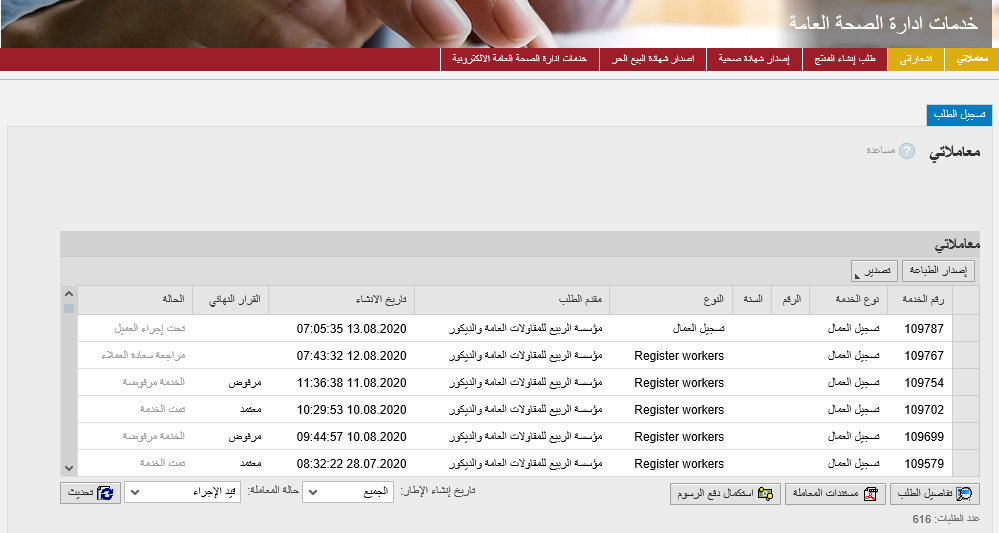 خدمات ادارة الصحة العامة
معاملاتي اشعاراتي طلب إنشاء المنتج إصدار شهادة صحية اصدار شهادة البيع الحر خدمات ادارة الصحة العامة الالكترونية
تسجيل الطلب
معاملاتي ? مساعدة
معاملاتي
إصدار الطباعة تصدير
رقم الخدمة نوع الخدمة الرقم السنة النوع مقدم الطلب تاريخ الانشاء القرار النهائي الحالة
109787 تسجيل العمال تسجيل العمال مؤسسة الربيع للمقاولات العامة والديكور 07:05:35 13.08.2020 تحت إجراء العميل
109767 تسجيل العمال Register workers مؤسسة الربيع للمقاولات العامة والديكور 07:43:32 12.08.2020 مراجعة سعادة العملاء
109754 تسجيل العمال Register workers مؤسسة الربيع للمقاولات العامة والديكور 11:36:38 11.08.2020 مرفوض الخدمة مرفوضة
109702 تسجيل العمال Register workers مؤسسة الربيع للمقاولات العامة والديكور 10:29:53 10.08.2020 معتمد تمت الخدمة
109699 تسجيل العمال Register workers مؤسسة الربيع للمقاولات العامة والديكور 09:44:57 10.08.2020 مرفوض الخدمة مرفوضة
109579 تسجيل العمال Register workers مؤسسة الربيع للمقاولات العامة والديكور 08:32:22 28.07.2020 معتمد تمت الخدمة
تفاصيل الطلب مستندات المعاملة استكمال دفع الرسوم تاريخ إنشاء الإطار: الجميع حالة المعاملة: قيد الإجراء تحديث
عدد الطلبات: 616